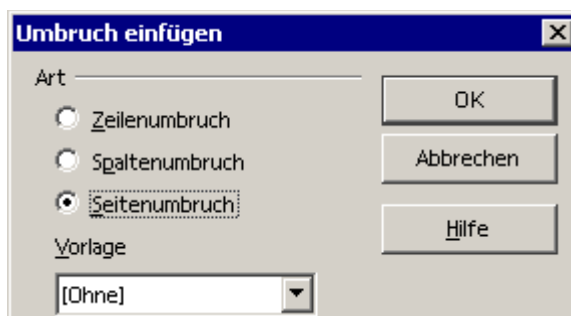 Umbruch einfügen
Art
Zeilenumbruch
Spaltenumbruch
Seitenumbruch
Vorlage
[Ohne]
OK
Abbrechen
Hilfe